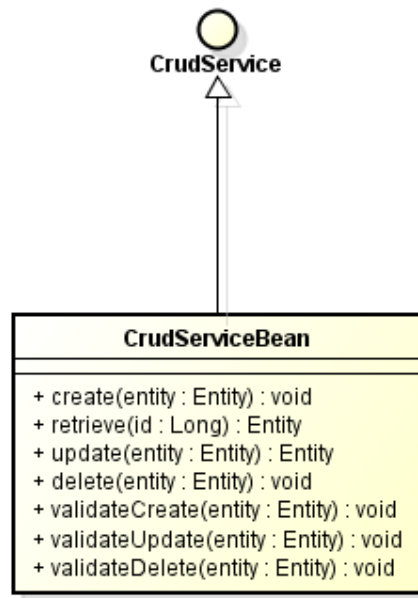 CrudService
CrudServiceBean
+ create(entity : Entity) : void
+ retrieve(id : Long) : Entity
+ update(entity : Entity) : Entity
+ delete(entity : Entity) : void
+ validateCreate(entity : Entity) : void
+ validateUpdate(entity : Entity) : void
+ validateDelete(entity : Entity) : void